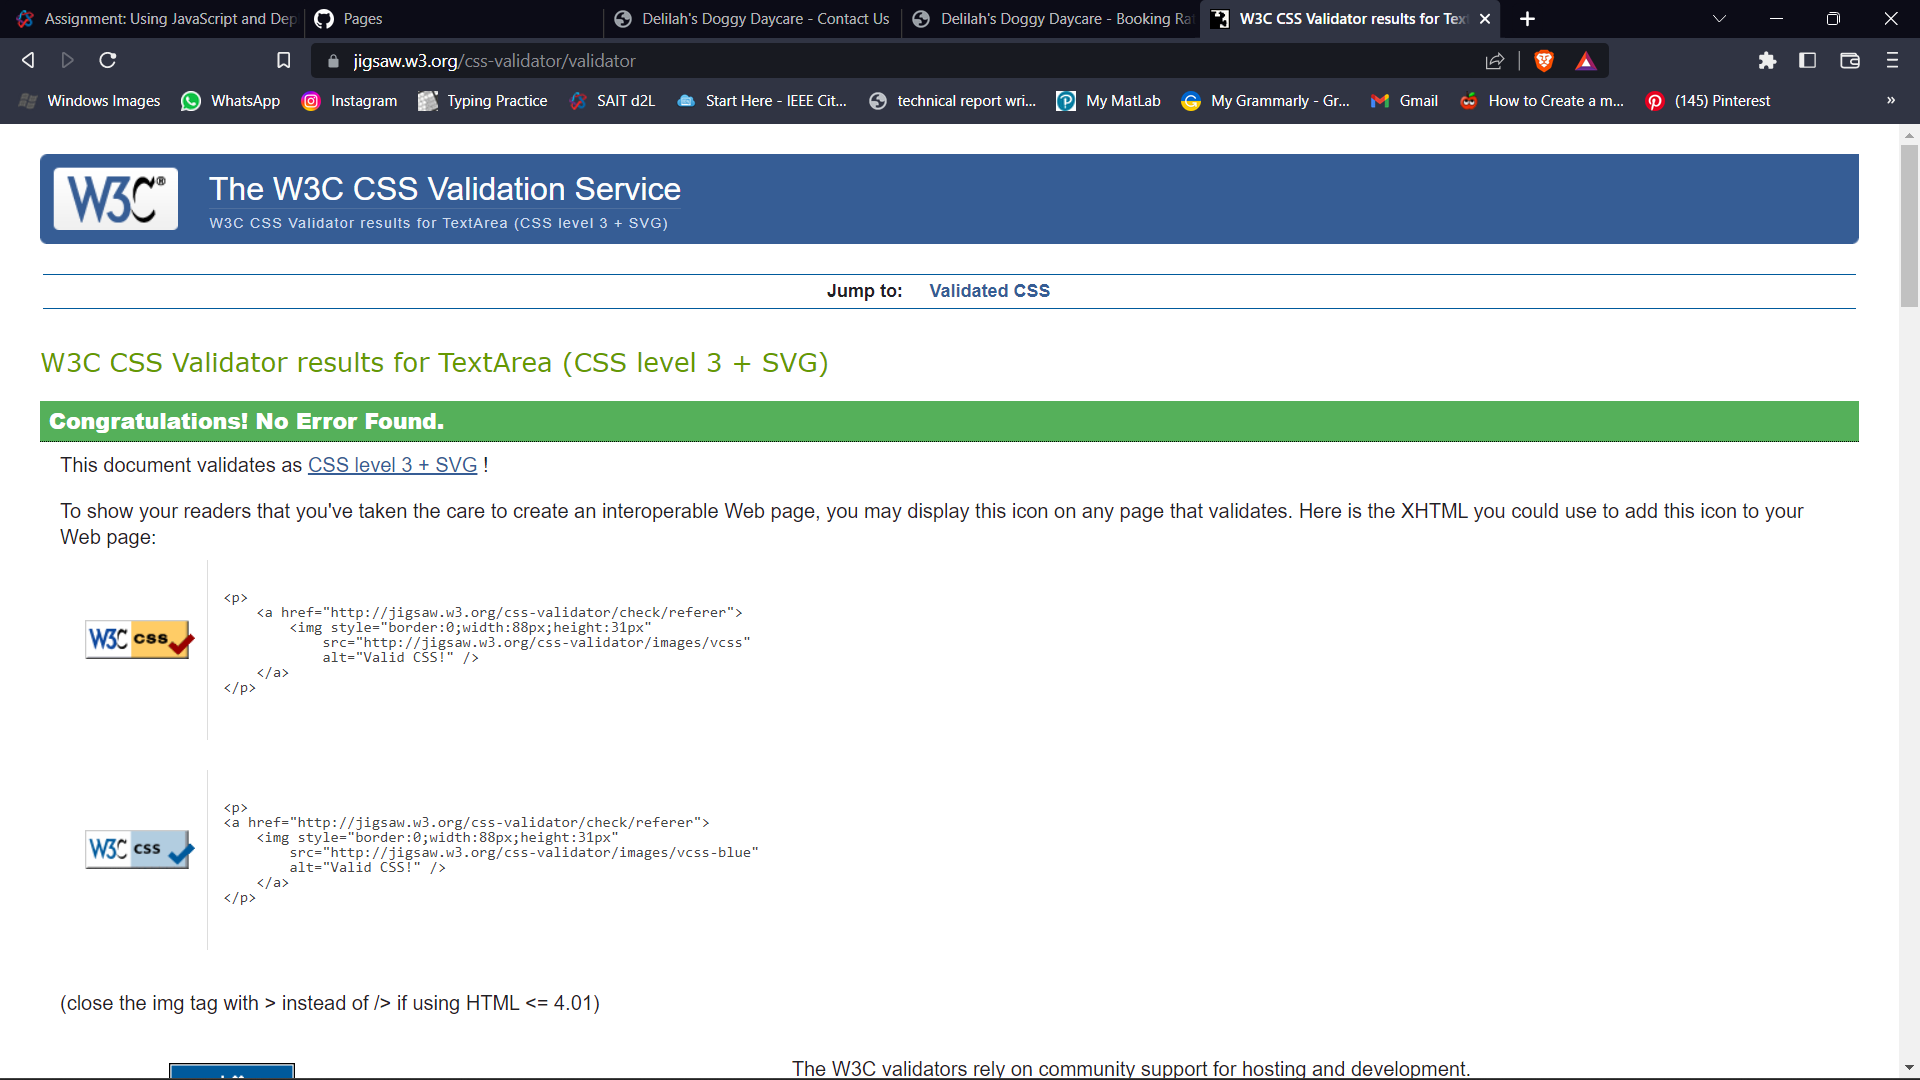 Assignment: Using JavaScript and Dep
Pages
Delilah's Doggy Daycare - Contact Us
Delilah's Doggy Daycare - Booking Rat
W3C CSS Validator results for Text
jigsaw.w3.org/css-validator/validator
Windows Images
WhatsApp
Instagram
Typing Practice
SAIT d2L
Start Here - IEEE Cit...
technical report wri...
My MatLab
My Grammarly - Gr...
Gmail
How to Create a m...
(145) Pinterest
»
W3C®
The W3C CSS Validation Service
W3C CSS Validator results for TextArea (CSS level 3 + SVG)
Jump to: Validated CSS
W3C CSS Validator results for TextArea (CSS level 3 + SVG)
Congratulations! No Error Found.
This document validates as CSS level 3 + SVG !
To show your readers that you've taken the care to create an interoperable Web page, you may display this icon on any page that validates. Here is the XHTML you could use to add this icon to your
Web page:
W3C css
<p>
<a href="http://jigsaw.w3.org/css-validator/check/referer">
<img style="border:0;width:88px;height:31px"
src="http://jigsaw.w3.org/css-validator/images/vcss"
alt="Valid CSS!" />
</a>
</p>
W3C css
<p>
<a href="http://jigsaw.w3.org/css-validator/check/referer">
<img style="border:0;width:88px;height:31px"
src="http://jigsaw.w3.org/css-validator/images/vcss-blue"
alt="Valid CSS!" />
</a>
</p>
(close the img tag with > instead of /> if using HTML <= 4.01)
The W3C validators rely on community support for hosting and development.